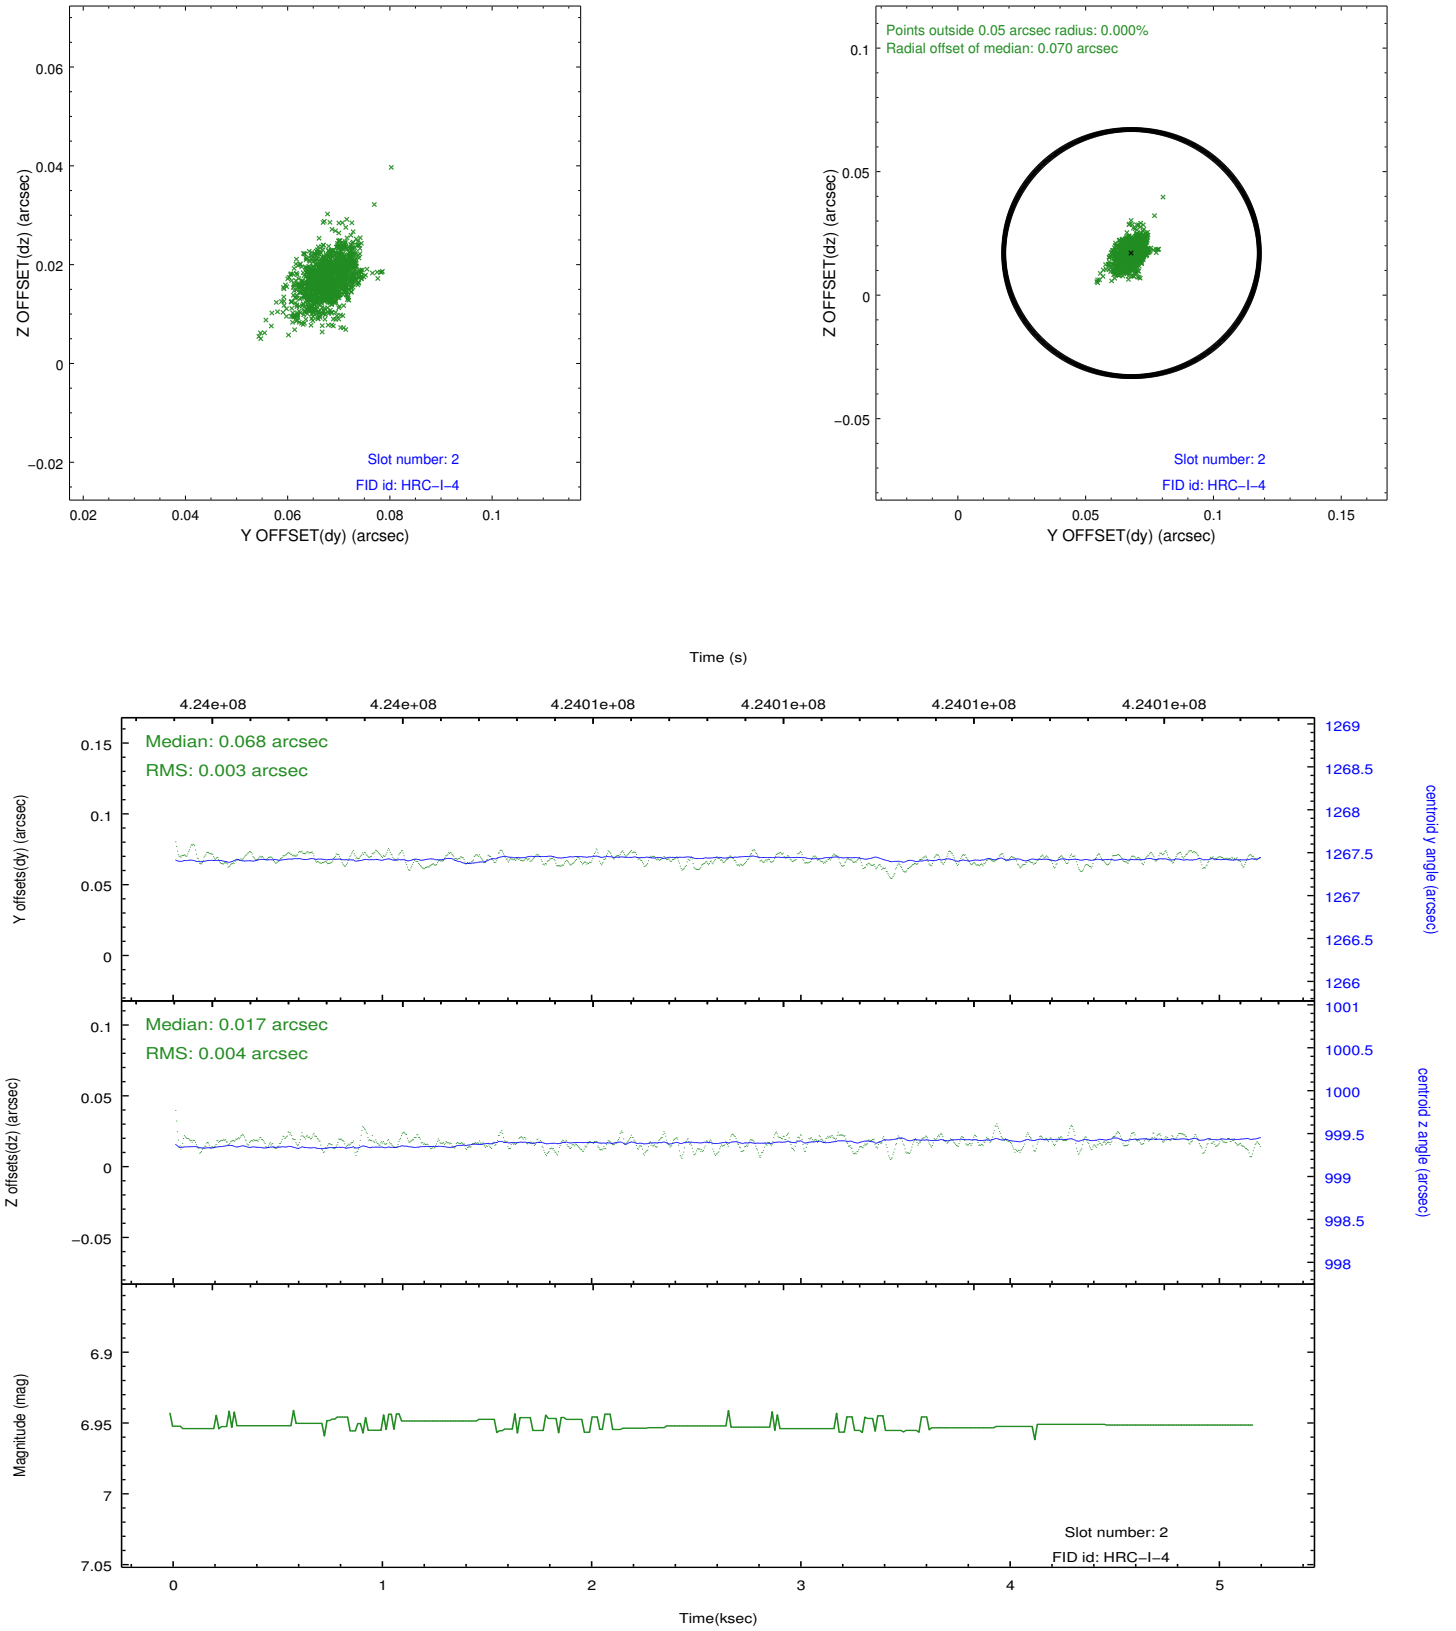 0.06
0.04
0.02
0
−0.02
Z OFFSET(dz) (arcsec)
Slot number: 2
FID id: HRC−I−4
0.02
0.04
0.06
0.08
0.1
Y OFFSET(dy) (arcsec)
Points outside 0.05 arcsec radius: 0.000%
Radial offset of median: 0.070 arcsec
0.1
0.05
0
−0.05
Z OFFSET(dz) (arcsec)
Slot number: 2
FID id: HRC−I−4
0
0.05
0.1
0.15
Y OFFSET(dy) (arcsec)
Time (s)
4.24e+08
4.24e+08
4.2401e+08
4.2401e+08
4.2401e+08
4.2401e+08
Median: 0.068 arcsec
RMS: 0.003 arcsec
0.15
0.1
0.05
0
Y offsets(dy) (arcsec)
1269
1268.5
1268
1267.5
1267
1266.5
1266
centroid y angle (arcsec)
Median: 0.017 arcsec
RMS: 0.004 arcsec
0.1
0.05
0
−0.05
Z offsets(dz) (arcsec)
1001
1000.5
1000
999.5
999
998.5
998
centroid z angle (arcsec)
6.9
6.95
7
7.05
Magnitude (mag)
Slot number: 2
FID id: HRC−I−4
0
1
2
3
4
5
Time(ksec)